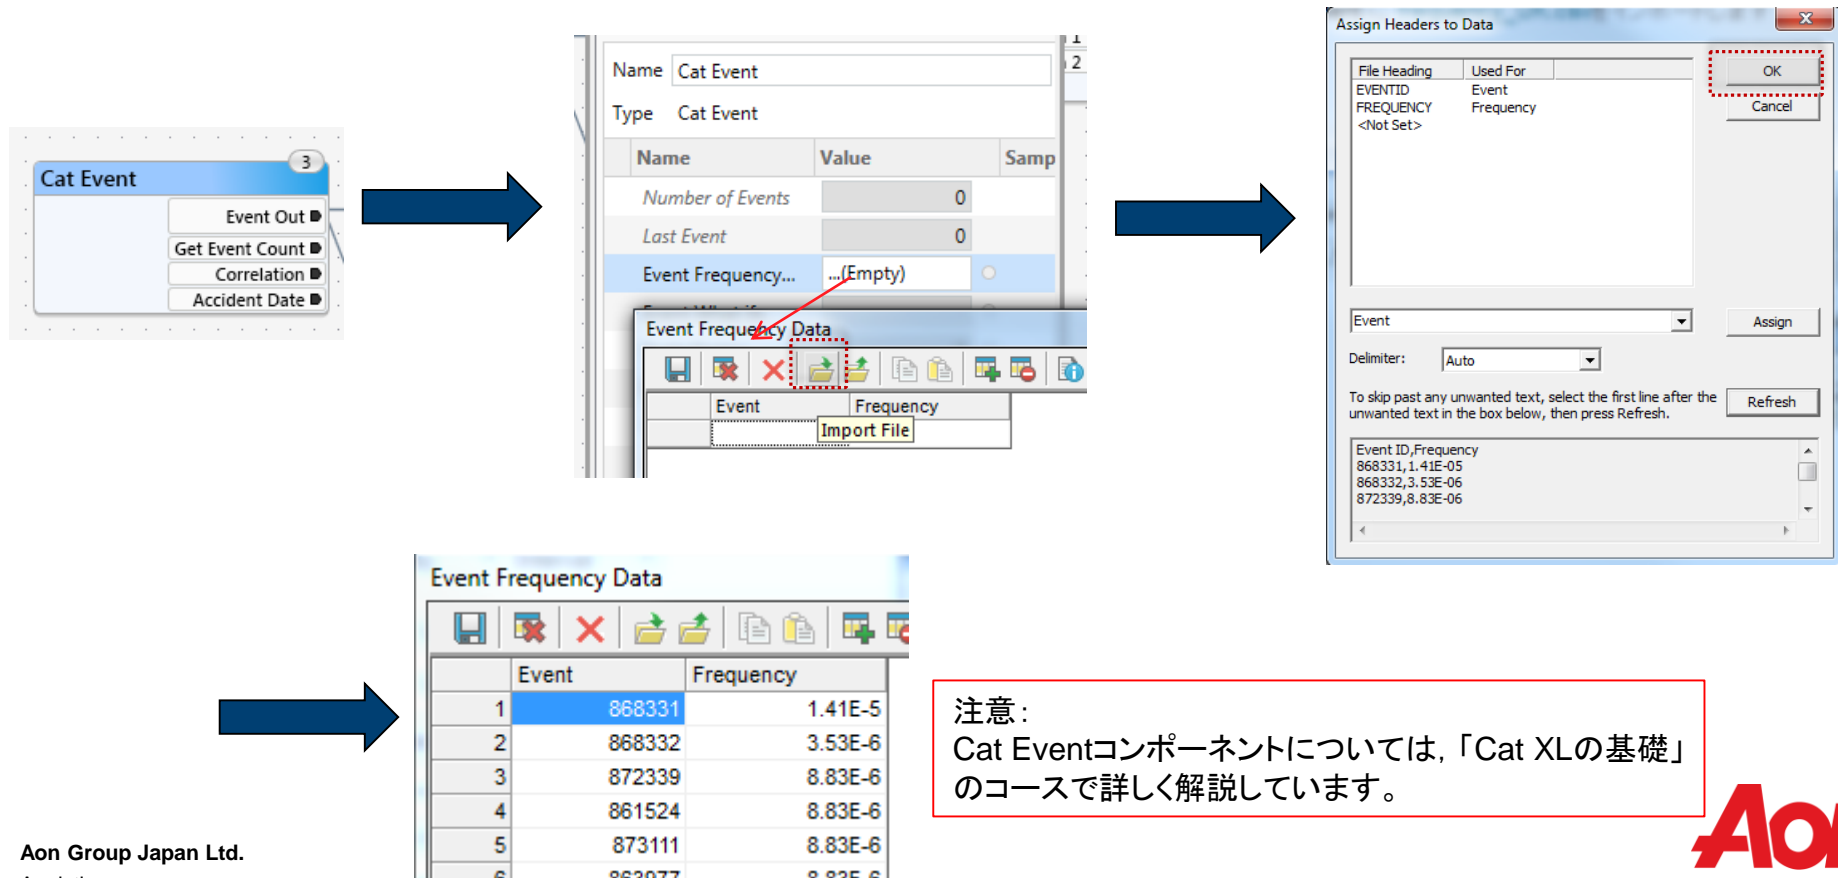 Cat Event
3
Event Out
Get Event Count
Correlation
Accident Date
Name Cat Event
Type Cat Event
1
2
Name Value Samp
Number of Events 0
Last Event 0
Event Frequency... ...(Empty)
Event Frequency Data
Event Frequency
Import File
Assign Headers to Data
File Heading Used For
EVENTID Event
FREQUENCY Frequency
<Not Set>
OK
Cancel
Event
Assign
Delimiter: Auto
To skip past any unwanted text, select the first line after the
unwanted text in the box below, then press Refresh.
Refresh
Event ID,Frequency
868331,1.41E-05
868332,3.53E-06
872339,8.83E-06
Event Frequency Data
Event Frequency
1 868331 1.41E-5
2 868332 3.53E-6
3 872339 8.83E-6
4 861524 8.83E-6
5 873111 8.83E-6
6 863977 8.83E-6
注意：
Cat Eventコンポーネントについては,「Cat XLの基礎」
のコースで詳しく解説しています。
Aon Group Japan Ltd.
Aon